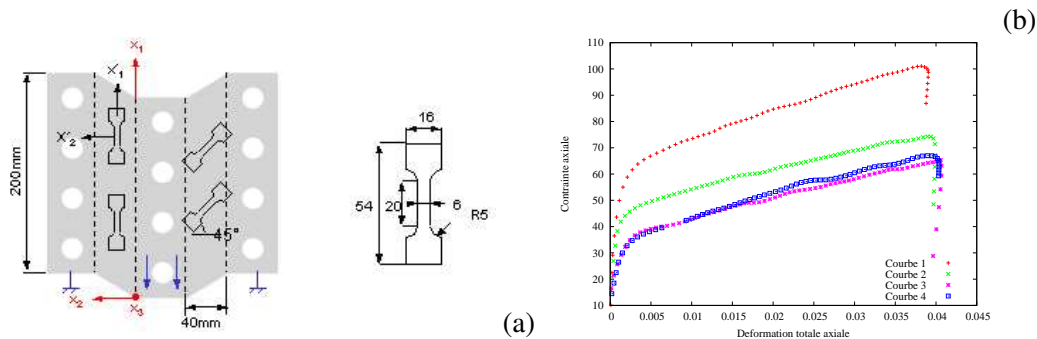 (b)
x1
x'1
x'2
200mm
45°
x2
x3
40mm
16
54
20
6
R5
(a)
110
100
90
80
70
60
50
40
30
20
10
Contrainte axiale
0
0.005
0.01
0.015
0.02
0.025
0.03
0.035
0.04
0.045
Deformation totale axiale
Courbe 1
Courbe 2
Courbe 3
Courbe 4